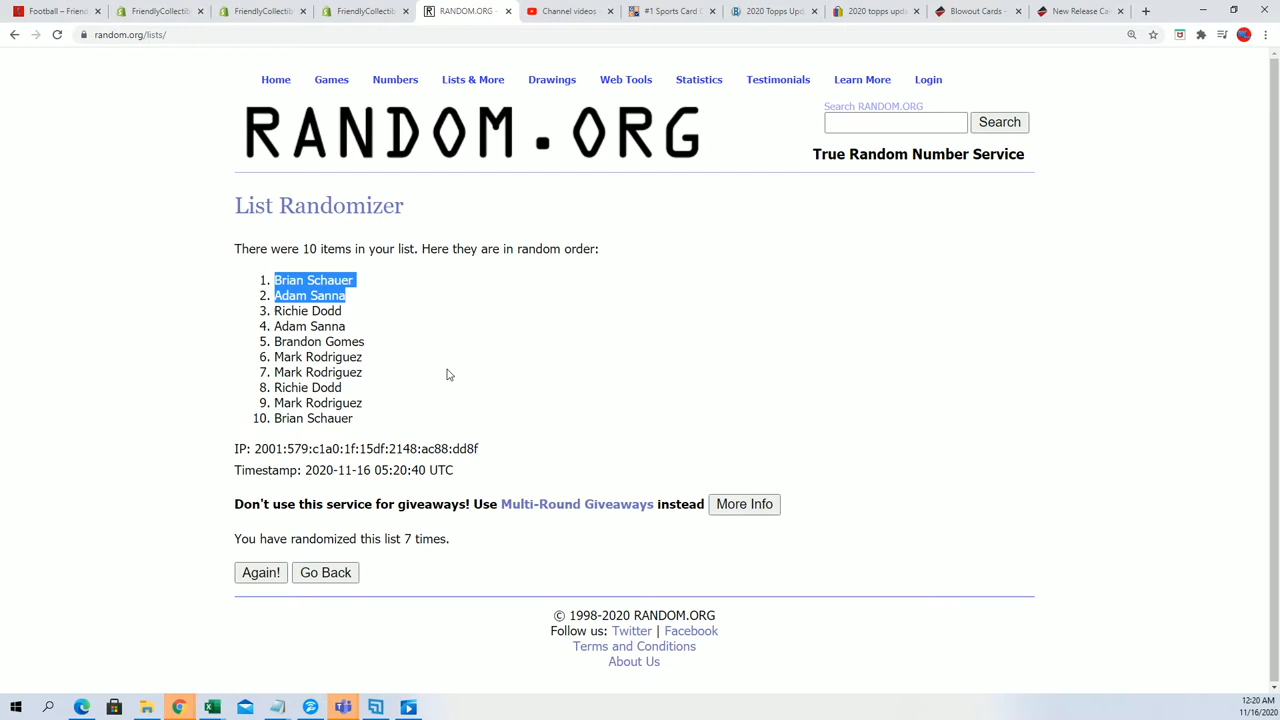 Football – Friend
FriendlyCollectib
FriendlyCollectib
FriendlyCollectib
RANDOM.ORG -
Channel videos
#1 Sports Card D
2020 Topps Upd
2020 topps upda
Blowout Cards -
New Release Cal
random.org/lists/
Home Games Numbers Lists & More Drawings Web Tools Statistics Testimonials Learn More Login
RANDOM.ORG
Search RANDOM.ORG
Search
True Random Number Service
List Randomizer
There were 10 items in your list. Here they are in random order:
1. Brian Schauer
2. Adam Sanna
3. Richie Dodd
4. Adam Sanna
5. Brandon Gomes
6. Mark Rodriguez
7. Mark Rodriguez
8. Richie Dodd
9. Mark Rodriguez
10. Brian Schauer
IP: 2001:579:c1a0:1f:15df:2148:ac88:dd8f
Timestamp: 2020-11-16 05:20:40 UTC
Don't use this service for giveaways! Use Multi-Round Giveaways instead More Info
You have randomized this list 7 times.
Again! Go Back
© 1998-2020 RANDOM.ORG
Follow us: Twitter | Facebook
Terms and Conditions
About Us
12:20 AM
11/16/2020